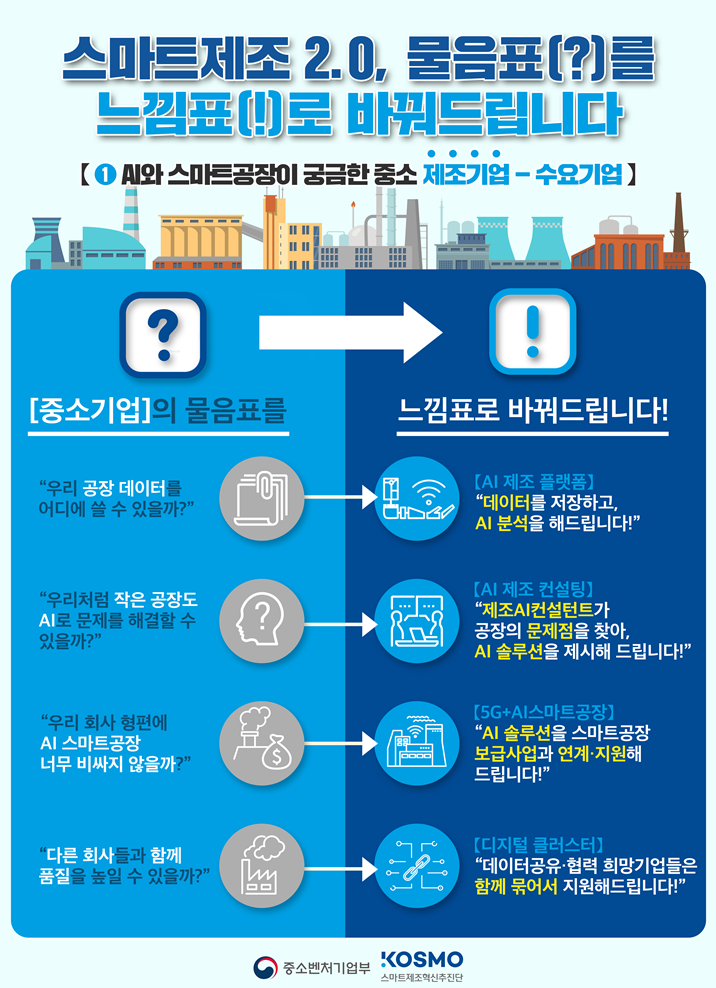 스마트제조 2.0, 물음표(?)를
느낌표(!)로 바꿔드립니다
【 ❶ AI와 스마트공장이 궁금한 중소 제조기업 – 수요기업 】
?
!
[중소기업]의 물음표를
느낌표로 바꿔드립니다!
“우리 공장 데이터를
어디에 쓸 수 있을까?”
【AI 제조 플랫폼】
“데이터를 저장하고,
AI 분석을 해드립니다!”
“우리처럼 작은 공장도
AI로 문제를 해결할 수
있을까?”
?
【AI 제조 컨설팅】
“제조AI컨설턴트가
공장의 문제점을 찾아,
AI 솔루션을 제시해 드립니다!”
“우리 회사 형편에
AI 스마트공장
너무 비싸지 않을까?”
$
【5G+AI스마트공장】
“AI 솔루션을 스마트공장
보급사업과 연계·지원해
드립니다!”
“다른 회사들과 함께
품질을 높일 수 있을까?”
【디지털 클러스터】
“데이터공유·협력 희망기업들은
함께 묶어서 지원해드립니다!”
중소벤처기업부
KOSMO
스마트제조혁신추진단